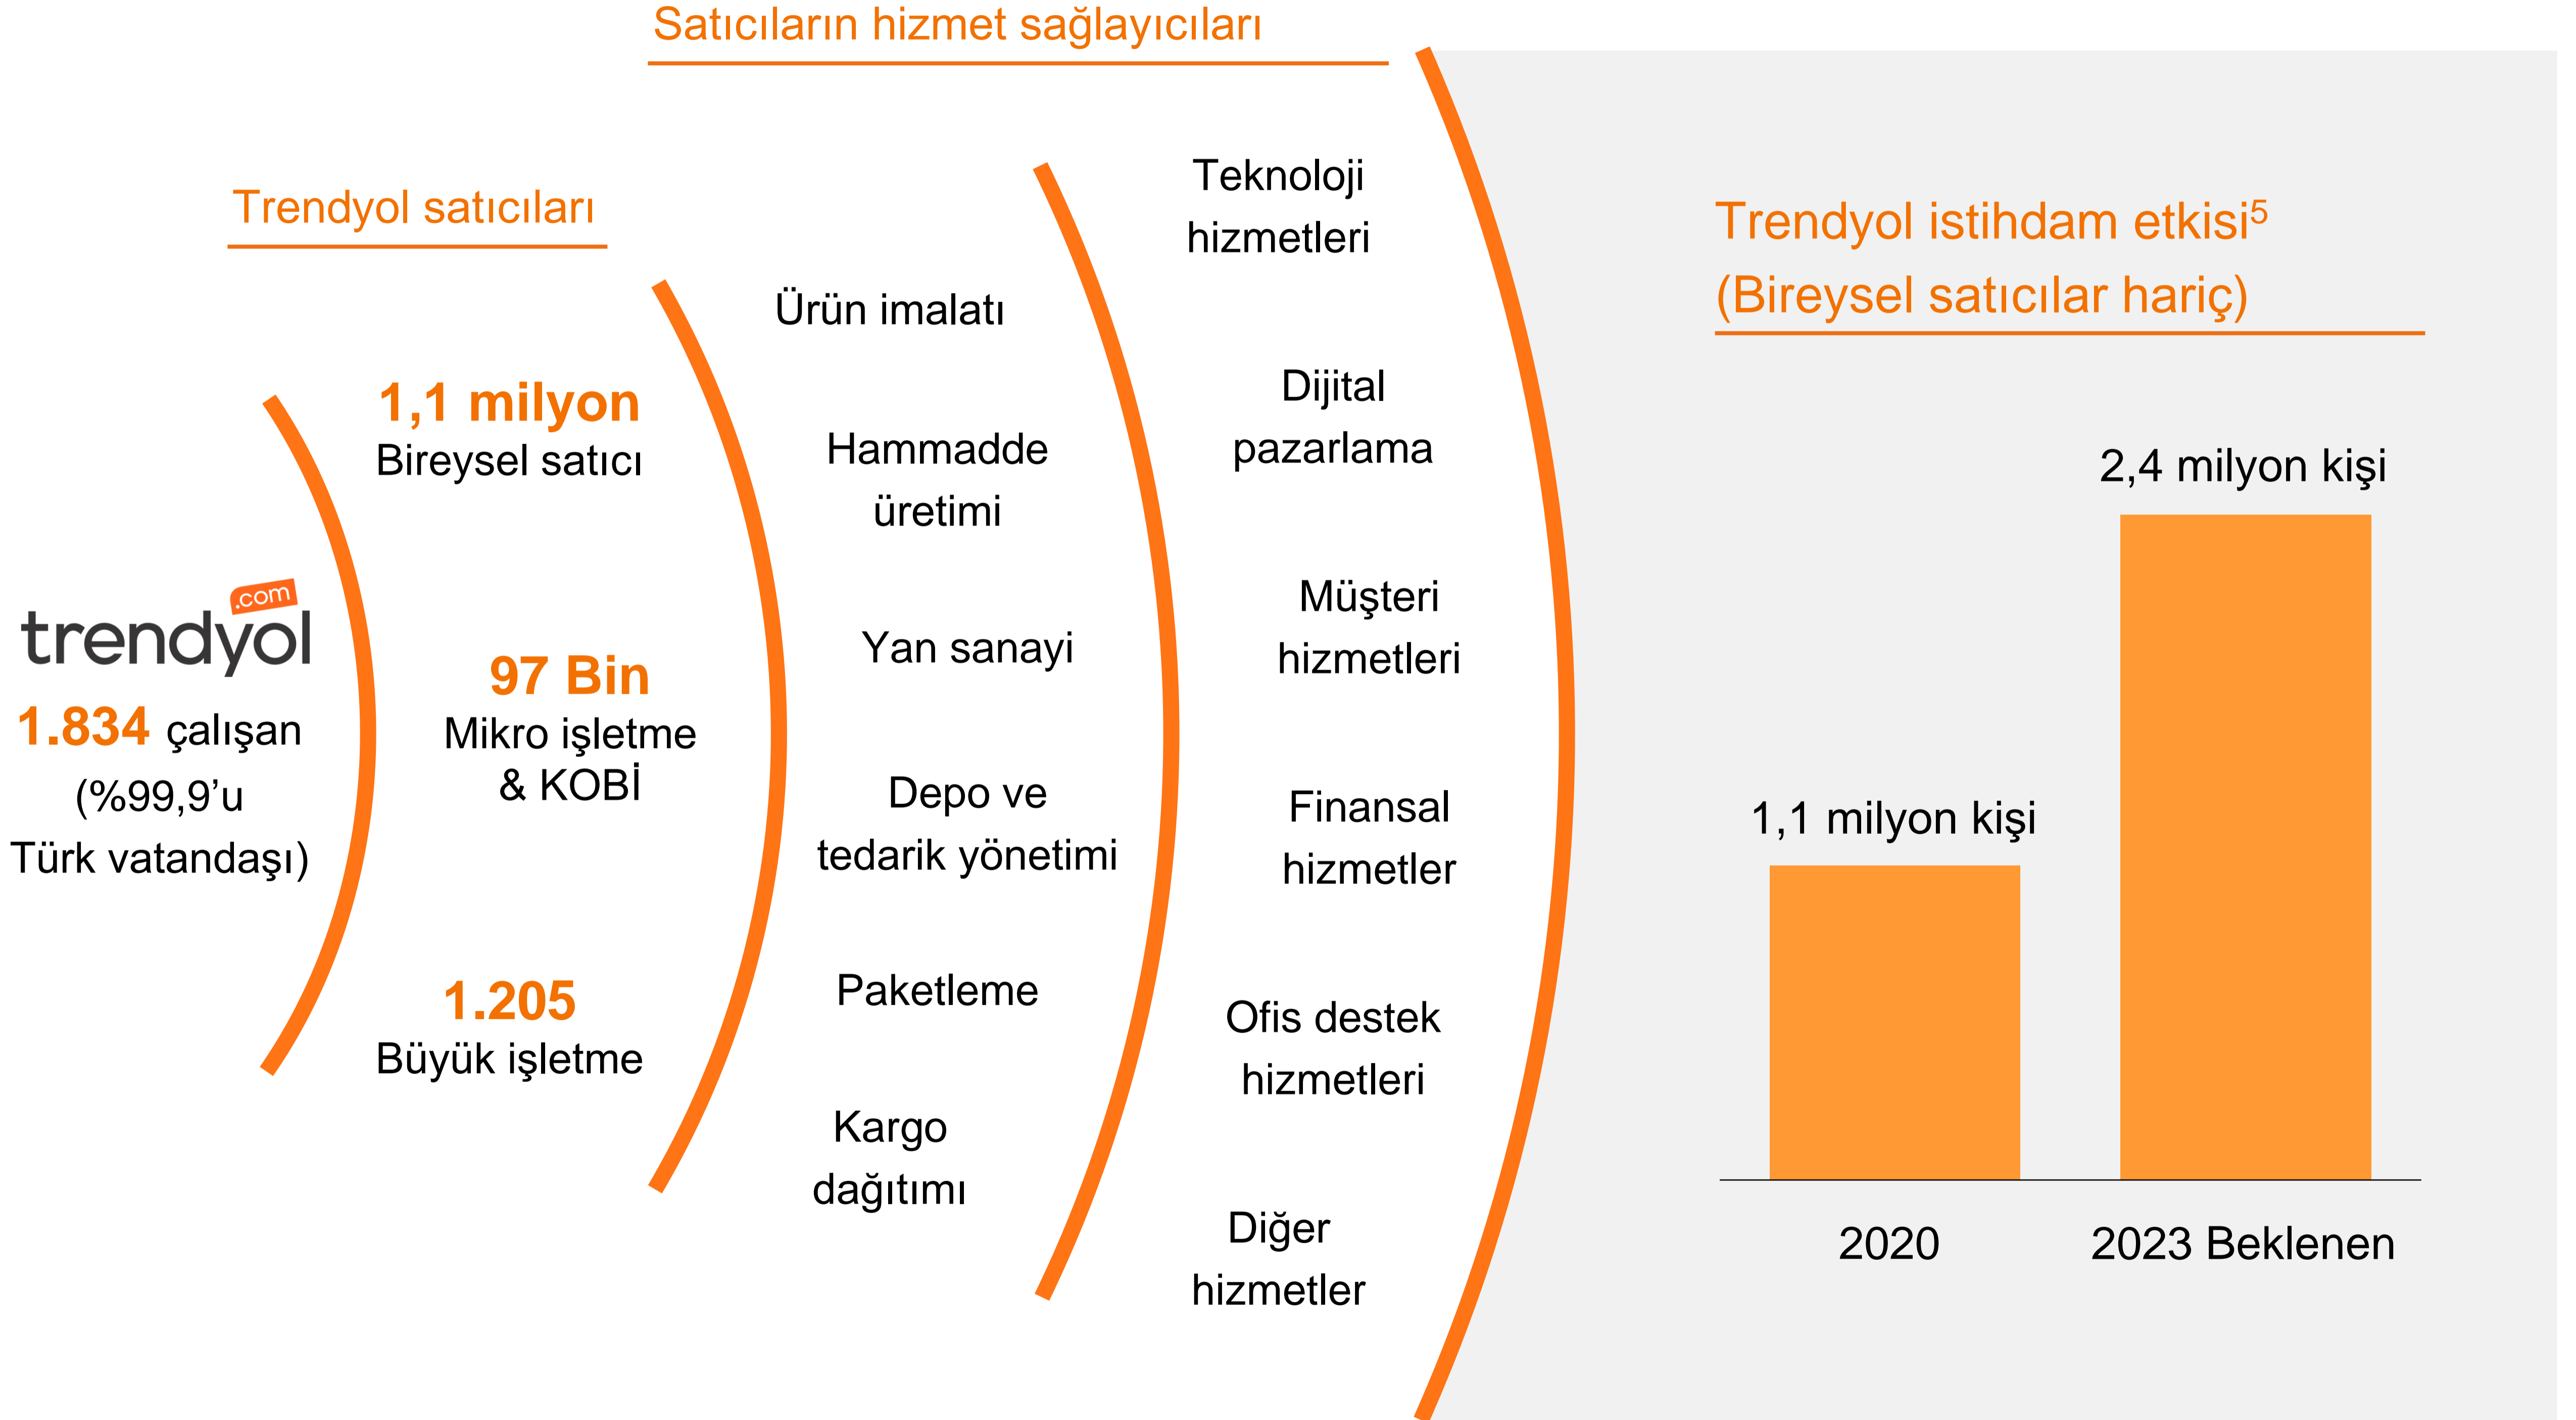 Satıcıların hizmet sağlayıcıları
Trendyol satıcıları
trendyol
.com
1.834 çalışan
(%99,9’u
Türk vatandaşı)
1,1 milyon
Bireysel satıcı
97 Bin
Mikro işletme
& KOBİ
1.205
Büyük işletme
Ürün imalatı
Hammadde
üretimi
Yan sanayi
Depo ve
tedarik yönetimi
Paketleme
Kargo
dağıtımı
Teknoloji
hizmetleri
Dijital
pazarlama
Müşteri
hizmetleri
Finansal
hizmetler
Ofis destek
hizmetleri
Diğer
hizmetler
Trendyol istihdam etkisi⁵
(Bireysel satıcılar hariç)
1,1 milyon kişi
2,4 milyon kişi
2020
2023 Beklenen